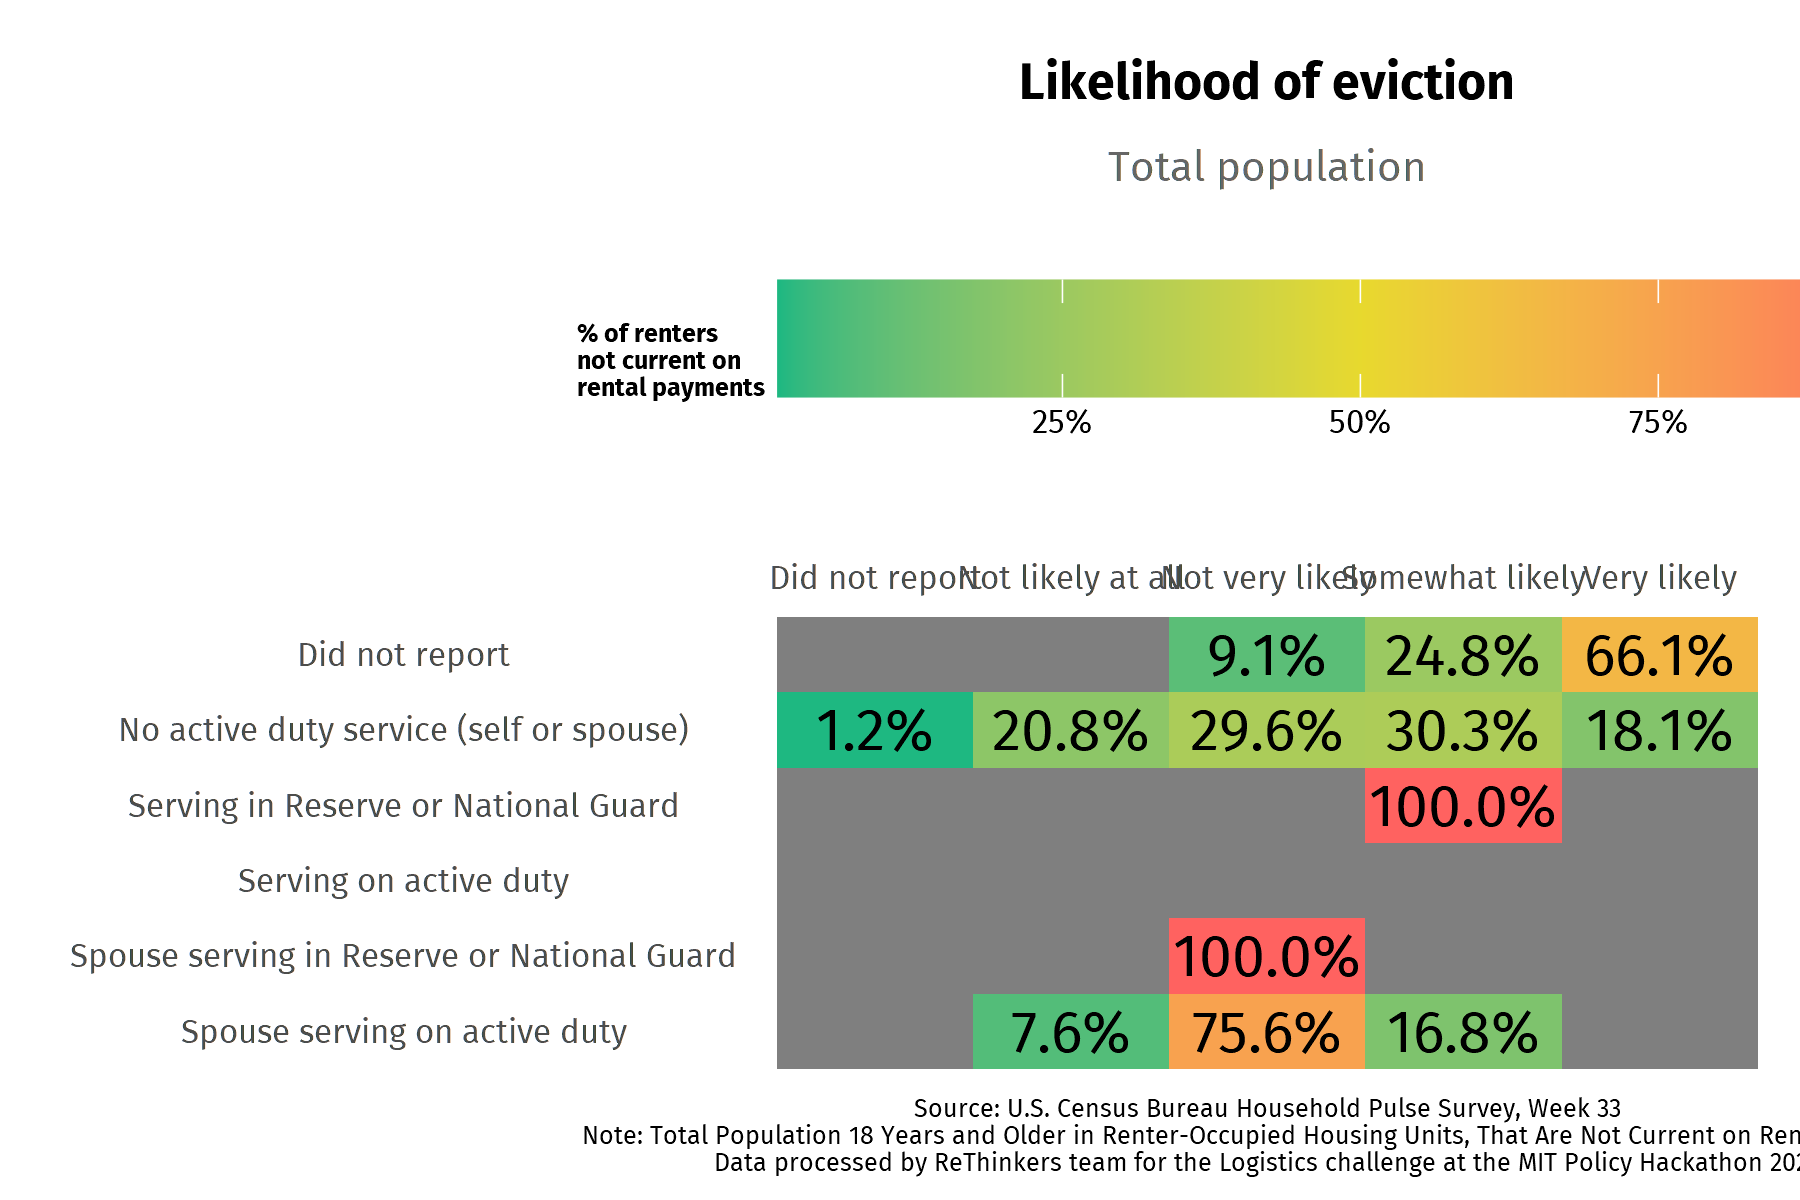 Likelihood of eviction
Total population
% of renters
not current on
rental payments
25% 50% 75%
Did not report Not likely at all Not very likely Somewhat likely Very likely
Did not report 9.1% 24.8% 66.1%
No active duty service (self or spouse) 1.2% 20.8% 29.6% 30.3% 18.1%
Serving in Reserve or National Guard 100.0%
Serving on active duty
Spouse serving in Reserve or National Guard 100.0%
Spouse serving on active duty 7.6% 75.6% 16.8%
Source: U.S. Census Bureau Household Pulse Survey, Week 33
Note: Total Population 18 Years and Older in Renter-Occupied Housing Units, That Are Not Current on
Data processed by ReThinkers team for the Logistics challenge at the MIT Policy Hackathon